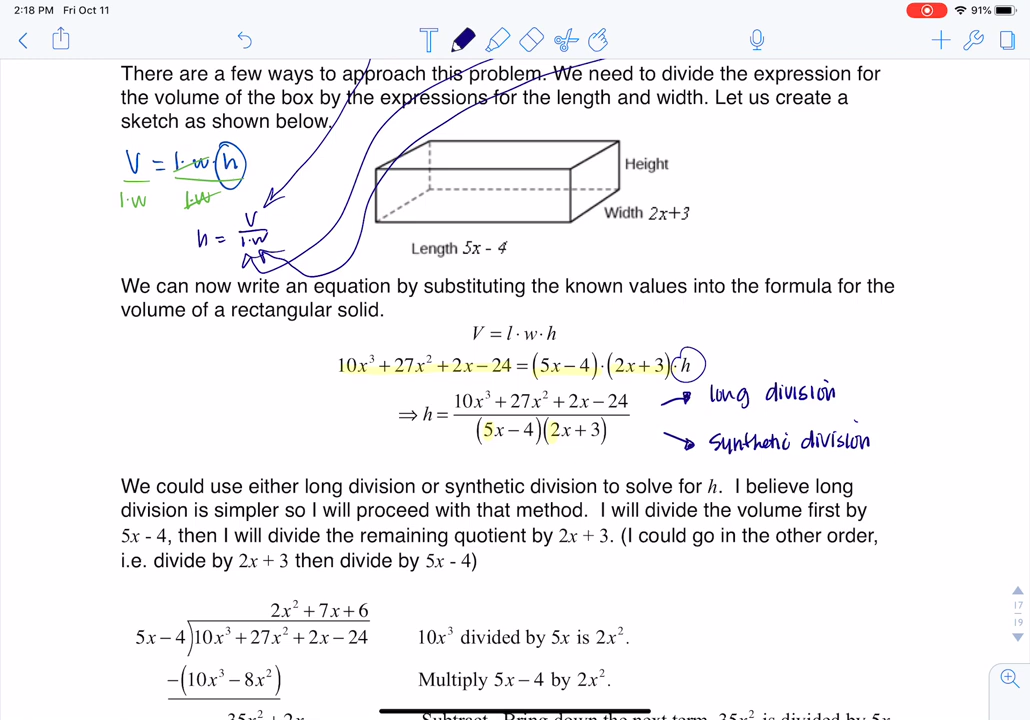 2:18 PM Fri Oct 11 91%
There are a few ways to approach this problem. We need to divide the expression for
the volume of the box by the expressions for the length and width. Let us create a
sketch as shown below.
V = l·w·h
l·w l·w
h = V
l·w
Height
Width 2x+3
Length 5x - 4
We can now write an equation by substituting the known values into the formula for the
volume of a rectangular solid.
V = l · w · h
10x³ + 27x² + 2x − 24 = (5x − 4) · (2x + 3) · h
10x³ + 27x² + 2x − 24
⇒ h =
(5x − 4)(2x + 3)
long division
synthetic division
We could use either long division or synthetic division to solve for h. I believe long
division is simpler so I will proceed with that method. I will divide the volume first by
5x - 4, then I will divide the remaining quotient by 2x + 3. (I could go in the other order,
i.e. divide by 2x + 3 then divide by 5x - 4)
2x² + 7x + 6
5x − 4)10x³ + 27x² + 2x − 24 10x³ divided by 5x is 2x².
−(10x³ − 8x²) Multiply 5x − 4 by 2x².
17
19